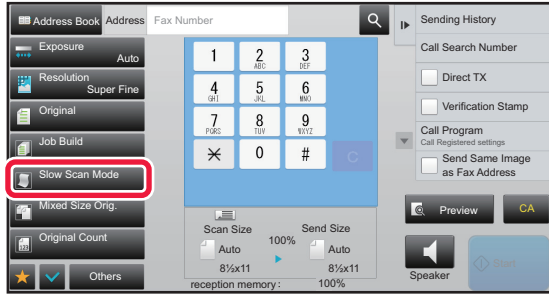 Address Book
Address
Fax Number
Sending History
Call Search Number
Direct TX
Verification Stamp
Call Program
Call Registered settings
Send Same Image
as Fax Address
Exposure
Auto
Resolution
Super Fine
Original
Job Build
Slow Scan Mode
Mixed Size Orig.
Original Count
Others
1
2
ABC
3
DEF
4
GHI
5
JKL
6
MNO
7
PQRS
8
TUV
9
WXYZ
0
#
C
Scan Size
Auto
8½x11
100%
Send Size
Auto
8½x11
reception memory: 100%
Preview
CA
Speaker
Start